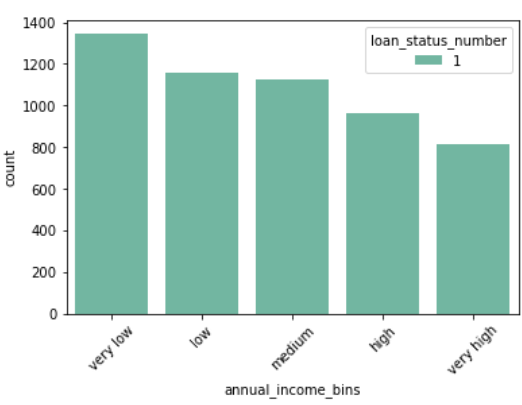 1400
1200
1000
800
600
400
200
0
count
loan_status_number
1
very low
low
medium
high
very high
annual_income_bins